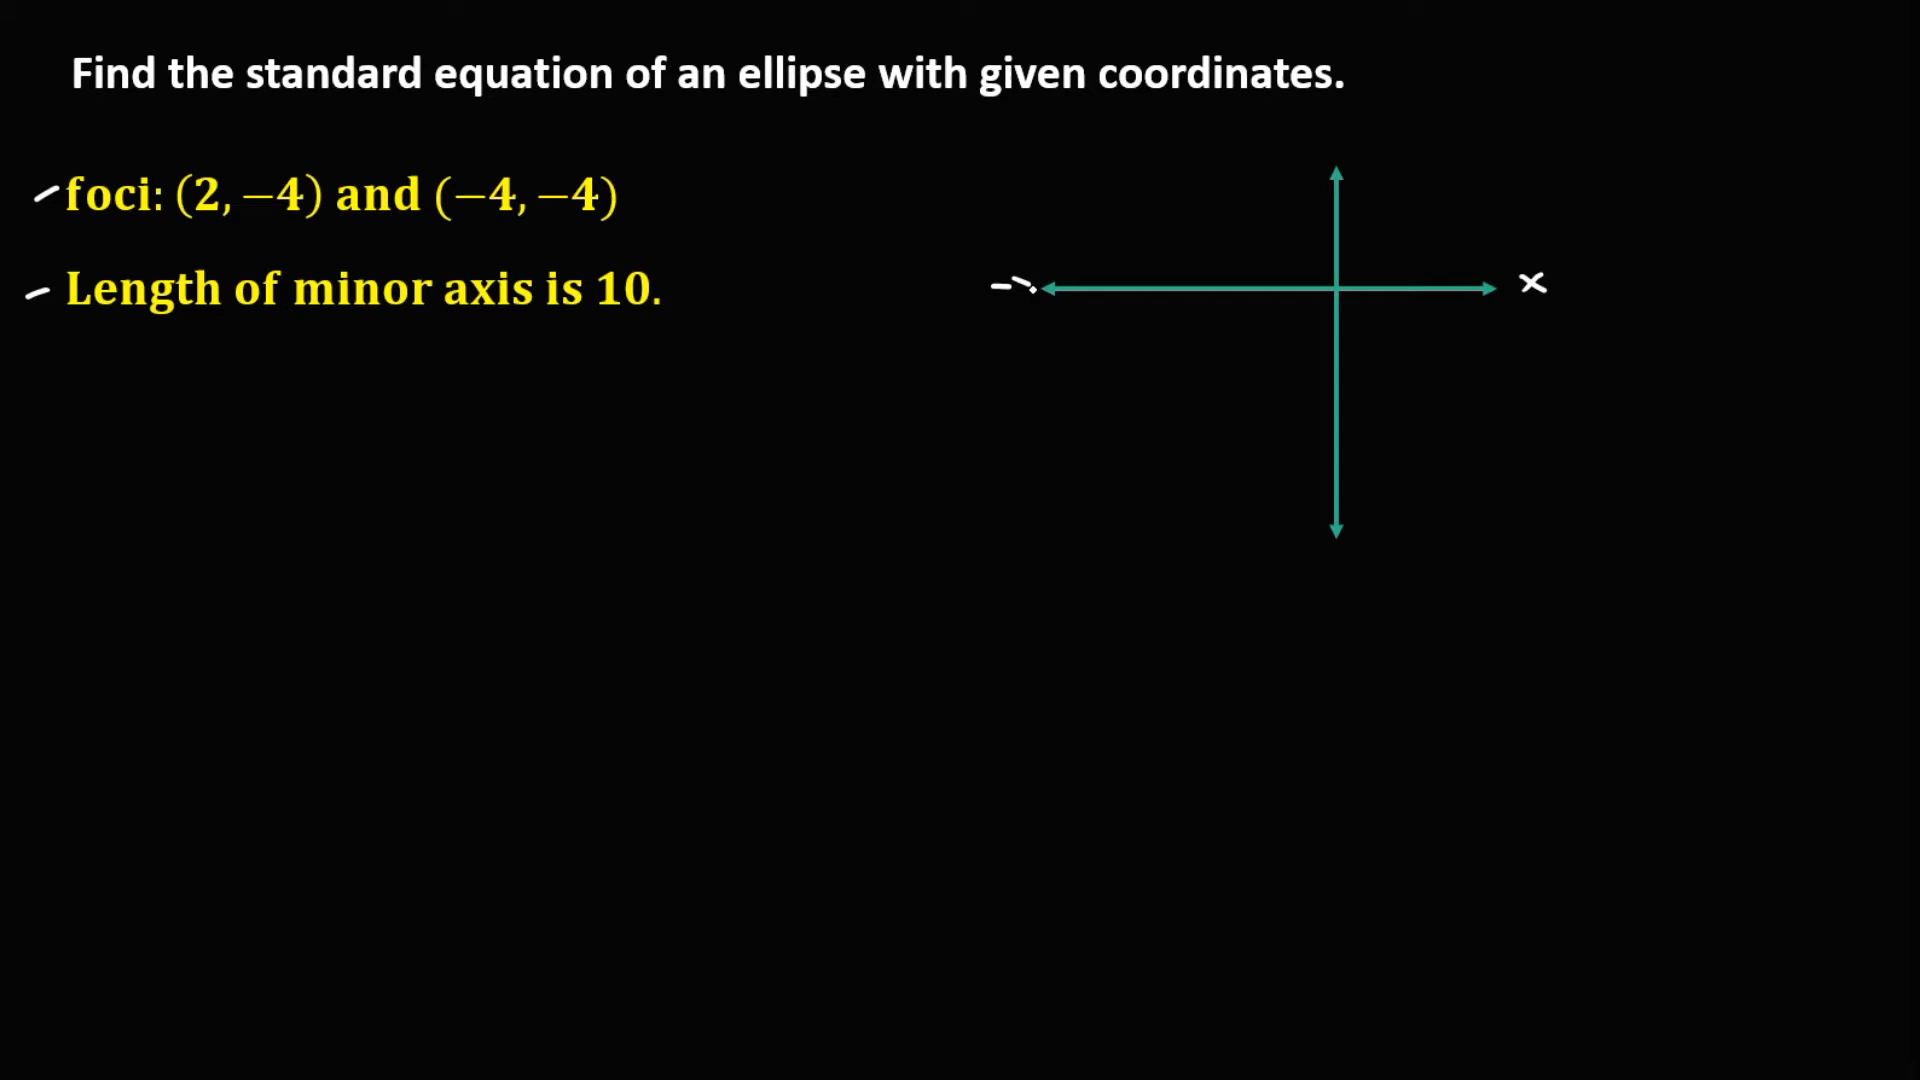 Find the standard equation of an ellipse with given coordinates.
foci: (2, −4) and (−4, −4)
Length of minor axis is 10.
x